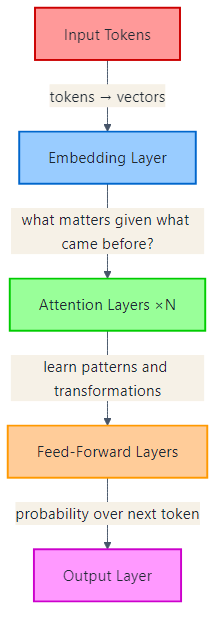 Input Tokens
tokens → vectors
Embedding Layer
what matters given what
came before?
Attention Layers ×N
learn patterns and
transformations
Feed-Forward Layers
probability over next token
Output Layer